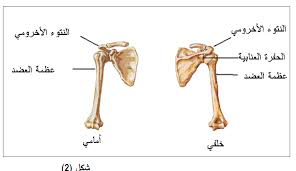 النتوء الأخرومي
عظمة العضد
أمامي
النتوء الأخرومي
الحفرة العنابية
عظمة العضد
خلفي
شكل (2)